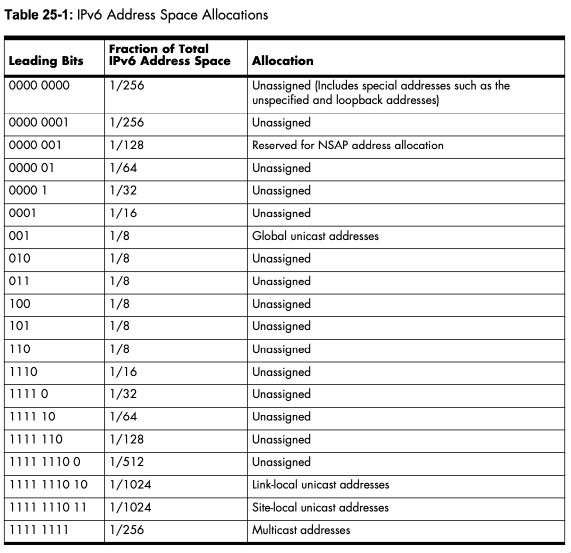 Table 25-1: IPv6 Address Space Allocations
Leading Bits Fraction of Total IPv6 Address Space Allocation
0000 0000 1/256 Unassigned (Includes special addresses such as the
unspecified and loopback addresses)
0000 0001 1/256 Unassigned
0000 001 1/128 Reserved for NSAP address allocation
0000 01 1/64 Unassigned
0000 1 1/32 Unassigned
0001 1/16 Unassigned
001 1/8 Global unicast addresses
010 1/8 Unassigned
011 1/8 Unassigned
100 1/8 Unassigned
101 1/8 Unassigned
110 1/8 Unassigned
1110 1/16 Unassigned
1111 0 1/32 Unassigned
1111 10 1/64 Unassigned
1111 110 1/128 Unassigned
1111 1110 0 1/512 Unassigned
1111 1110 10 1/1024 Link-local unicast addresses
1111 1110 11 1/1024 Site-local unicast addresses
1111 1111 1/256 Multicast addresses